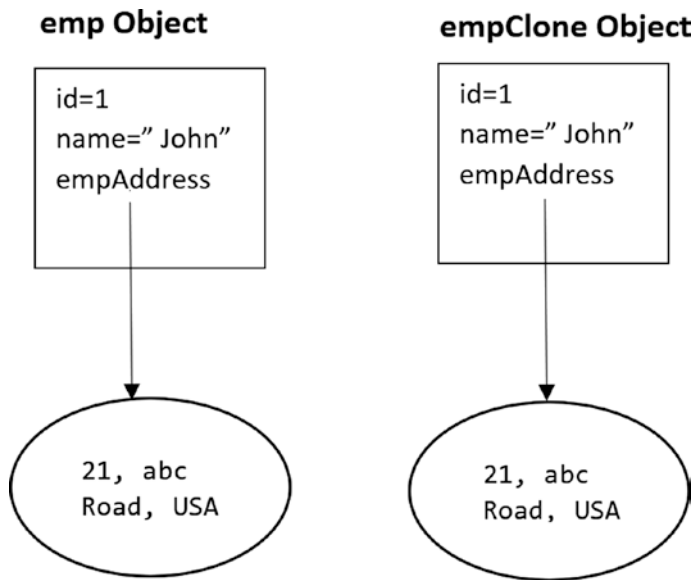 emp Object
id=1
name=” John”
empAddress
21, abc
Road, USA
empClone Object
id=1
name=” John”
empAddress
21, abc
Road, USA